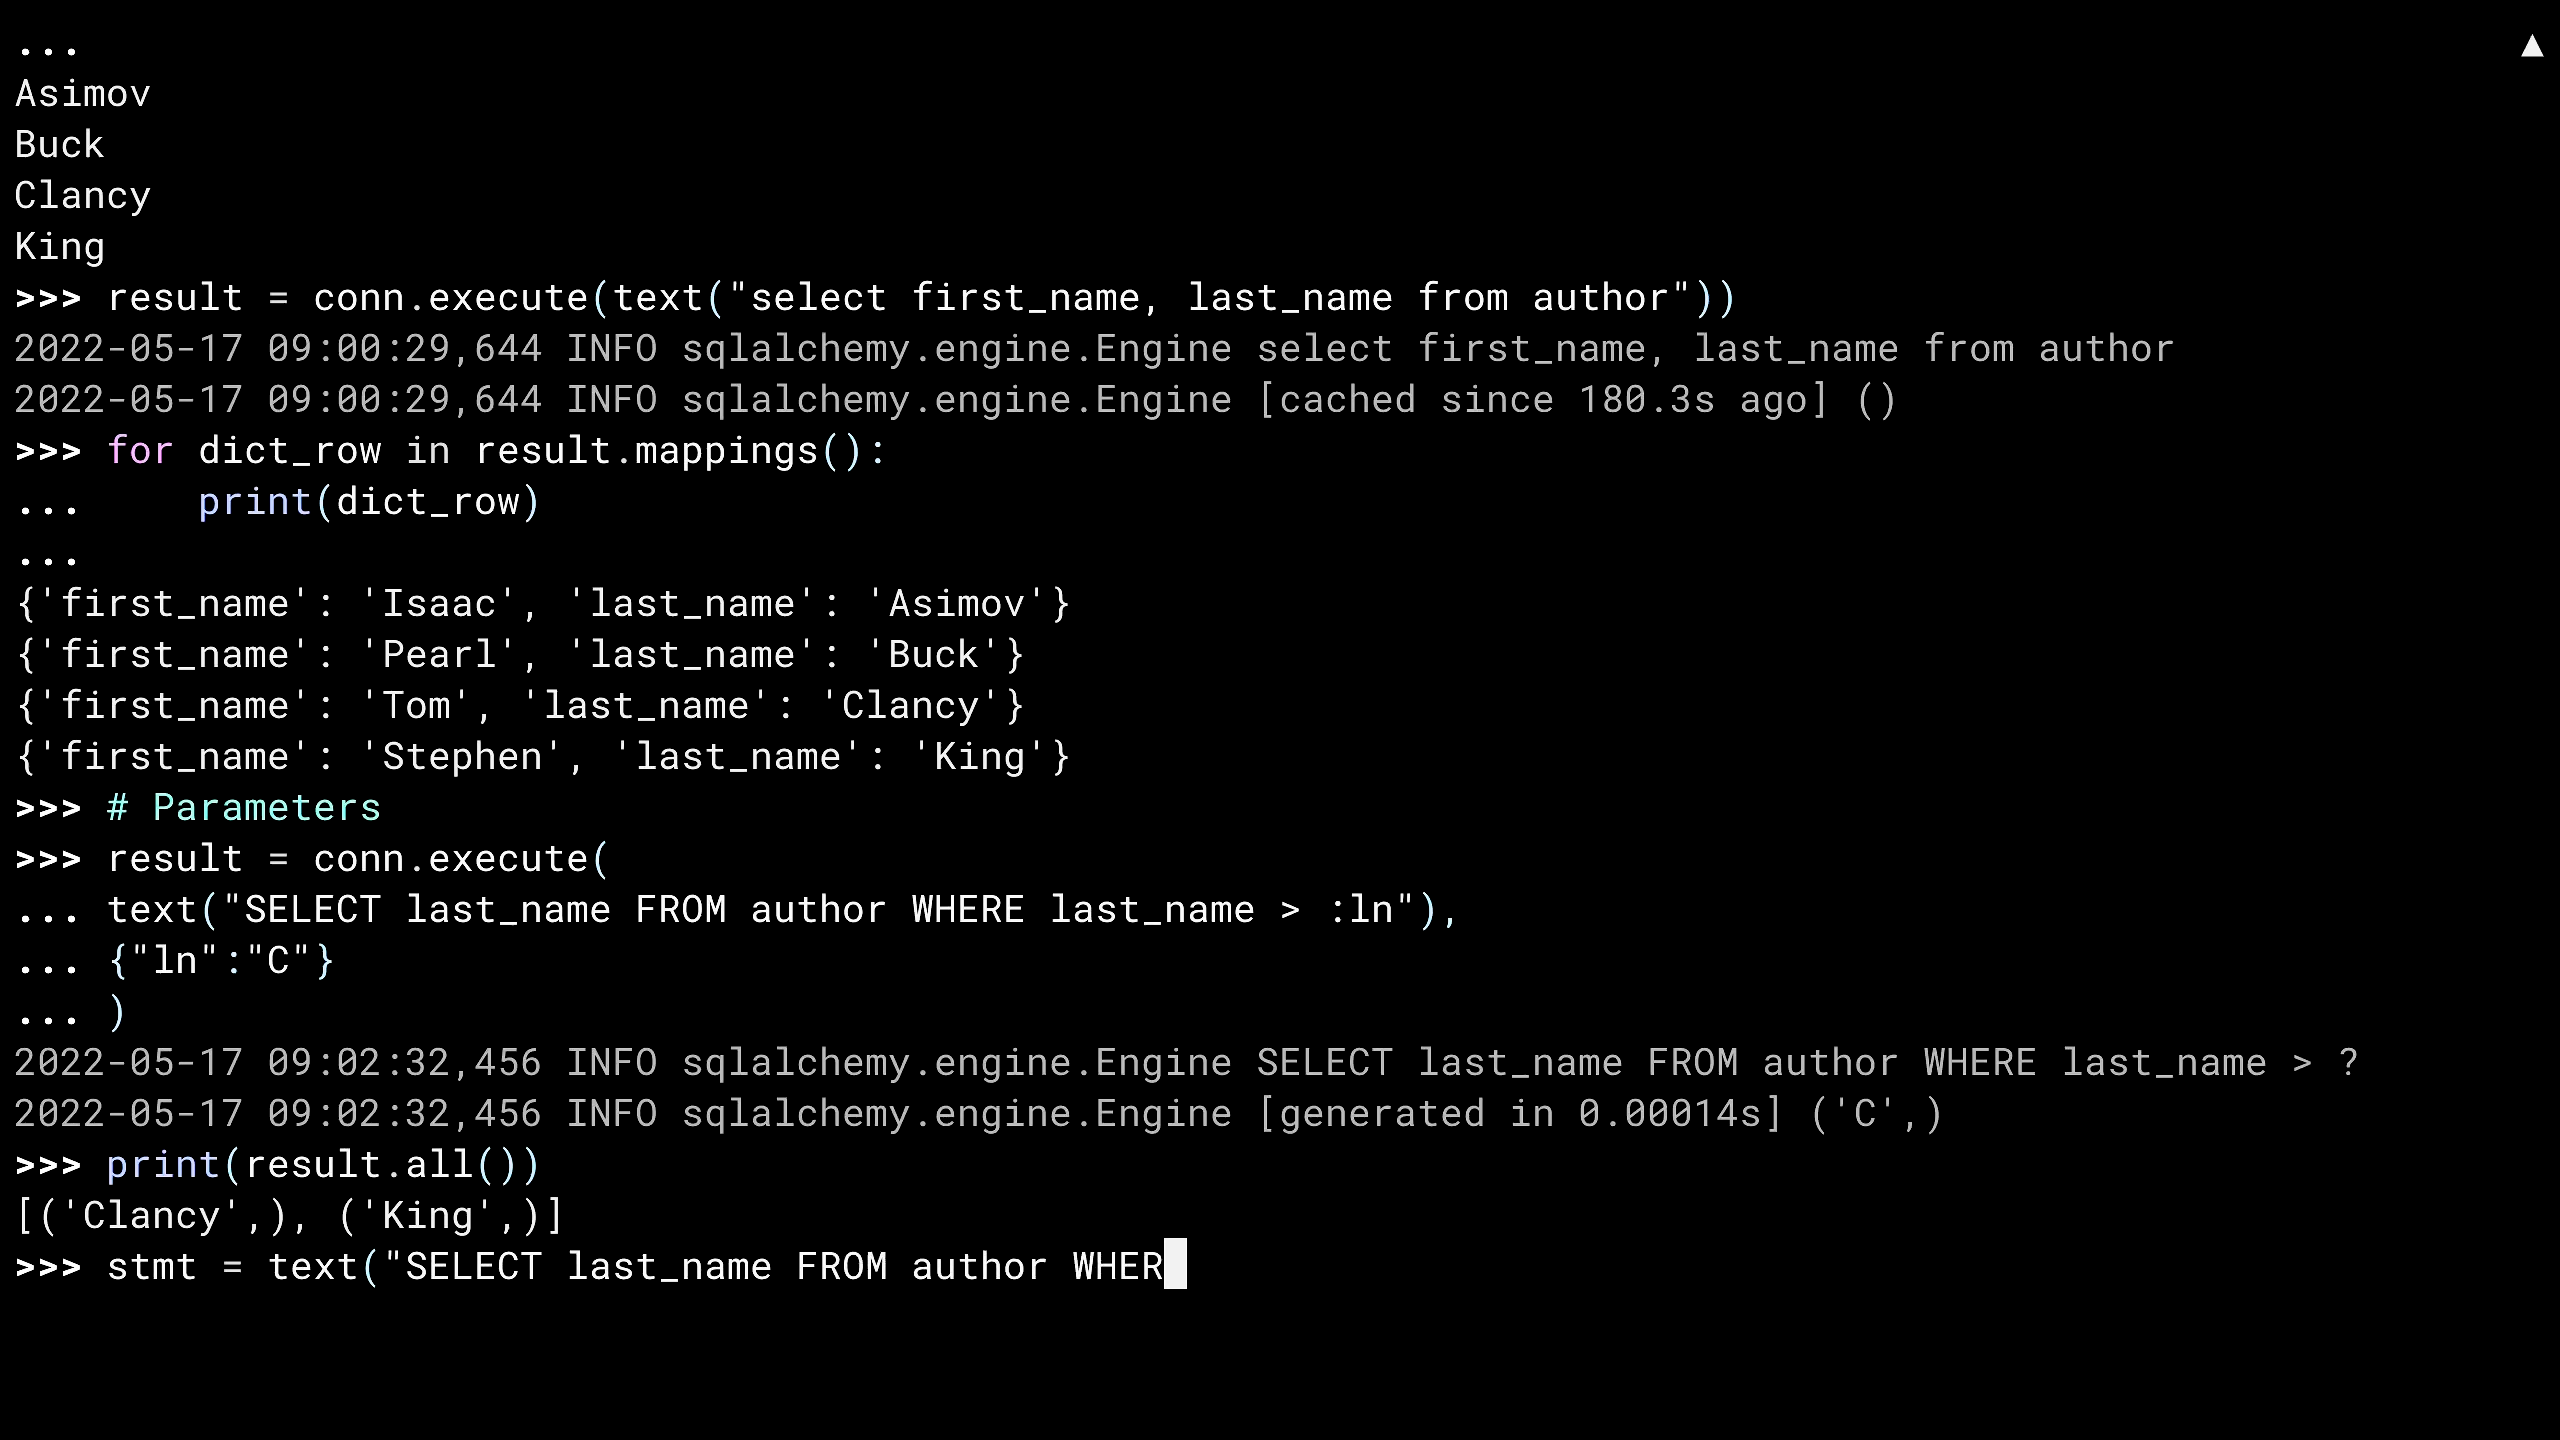 ...
Asimov
Buck
Clancy
King
>>> result = conn.execute(text("select first_name, last_name from author"))
2022-05-17 09:00:29,644 INFO sqlalchemy.engine.Engine select first_name, last_name from author
2022-05-17 09:00:29,644 INFO sqlalchemy.engine.Engine [cached since 180.3s ago] ()
>>> for dict_row in result.mappings():
...     print(dict_row)
...
{'first_name': 'Isaac', 'last_name': 'Asimov'}
{'first_name': 'Pearl', 'last_name': 'Buck'}
{'first_name': 'Tom', 'last_name': 'Clancy'}
{'first_name': 'Stephen', 'last_name': 'King'}
>>> # Parameters
>>> result = conn.execute(
... text("SELECT last_name FROM author WHERE last_name > :ln"),
... {"ln":"C"}
... )
2022-05-17 09:02:32,456 INFO sqlalchemy.engine.Engine SELECT last_name FROM author WHERE last_name > ?
2022-05-17 09:02:32,456 INFO sqlalchemy.engine.Engine [generated in 0.00014s] ('C',)
>>> print(result.all())
[('Clancy',), ('King',)]
>>> stmt = text("SELECT last_name FROM author WHER